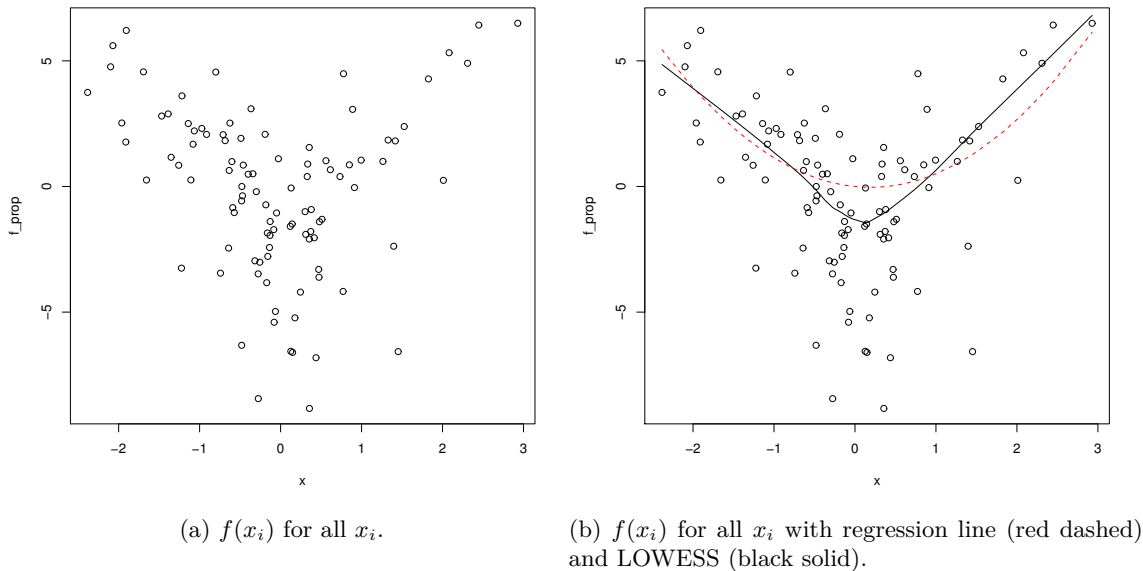 5
0
-5
f_prop
-2
-1
0
1
2
3
x
(a) f(x_i) for all x_i.
5
0
-5
f_prop
-2
-1
0
1
2
3
x
(b) f(x_i) for all x_i with regression line (red dashed)
and LOWESS (black solid).